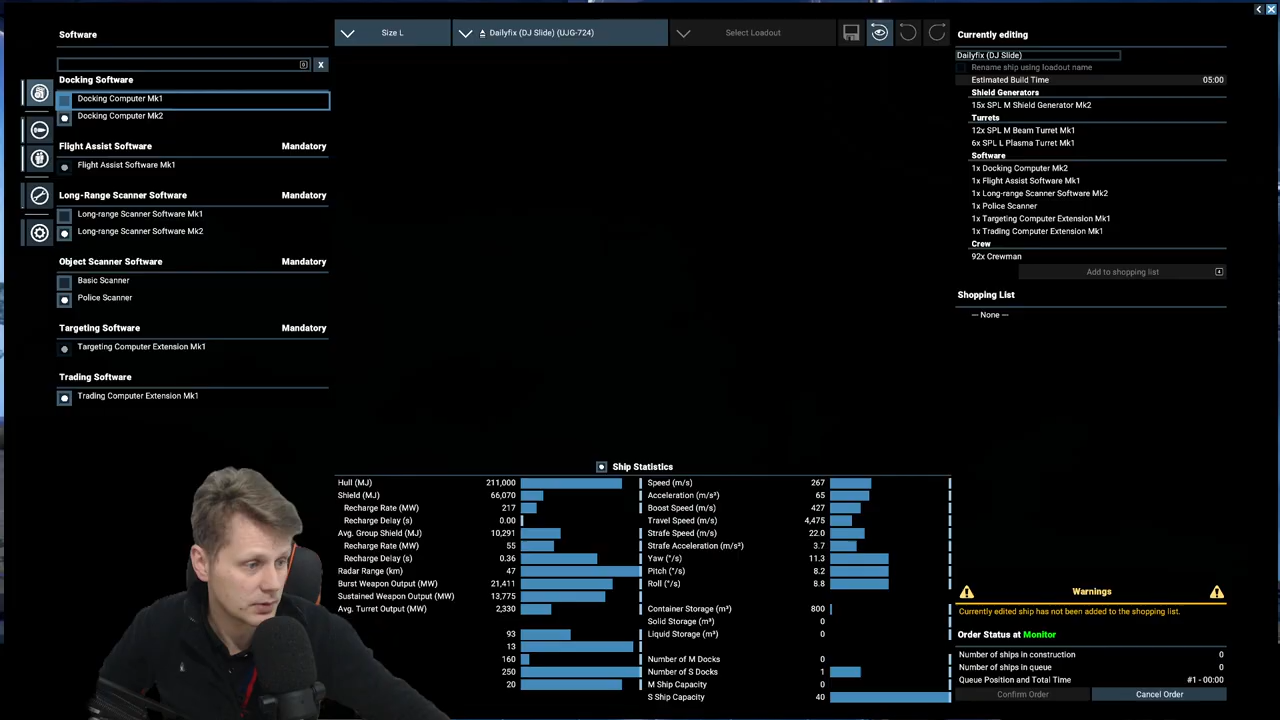 Software
Size L
Dailyfix (DJ Slide) (UJG-724)
Select Loadout
Currently editing
X
Docking Software
Docking Computer Mk1
Docking Computer Mk2
Flight Assist Software Mandatory
Flight Assist Software Mk1
Long-Range Scanner Software Mandatory
Long-range Scanner Software Mk1
Long-range Scanner Software Mk2
Object Scanner Software Mandatory
Basic Scanner
Police Scanner
Targeting Software Mandatory
Targeting Computer Extension Mk1
Trading Software
Trading Computer Extension Mk1
Dailyfix (DJ Slide)
Rename ship using loadout name
Estimated Build Time 05:00
Shield Generators
15x SPL M Shield Generator Mk2
Turrets
12x SPL M Beam Turret Mk1
6x SPL L Plasma Turret Mk1
Software
1x Docking Computer Mk2
1x Flight Assist Software Mk1
1x Long-range Scanner Software Mk2
1x Police Scanner
1x Targeting Computer Extension Mk1
1x Trading Computer Extension Mk1
Crew
92x Crewman
Add to shopping list
Shopping List
— None —
Ship Statistics
Hull (MJ) 211,000
Shield (MJ) 66,070
Recharge Rate (MW) 217
Recharge Delay (s) 0.00
Avg. Group Shield (MJ) 10,291
Recharge Rate (MW) 55
Recharge Delay (s) 0.36
Radar Range (km) 47
Burst Weapon Output (MW) 21,411
Sustained Weapon Output (MW) 13,775
Avg. Turret Output (MW) 2,330
93
13
160
250
20
Speed (m/s) 267
Acceleration (m/s²) 65
Boost Speed (m/s) 427
Travel Speed (m/s) 4,475
Strafe Speed (m/s) 22.0
Strafe Acceleration (m/s²) 3.7
Yaw (°/s) 11.3
Pitch (°/s) 8.2
Roll (°/s) 8.8
Container Storage (m³) 800
Solid Storage (m³) 0
Liquid Storage (m³) 0
Number of M Docks 0
Number of S Docks 1
M Ship Capacity 0
S Ship Capacity 40
Warnings
Currently edited ship has not been added to the shopping list.
Order Status at Monitor
Number of ships in construction 0
Number of ships in queue 0
Queue Position and Total Time #1 - 00:00
Confirm Order
Cancel Order